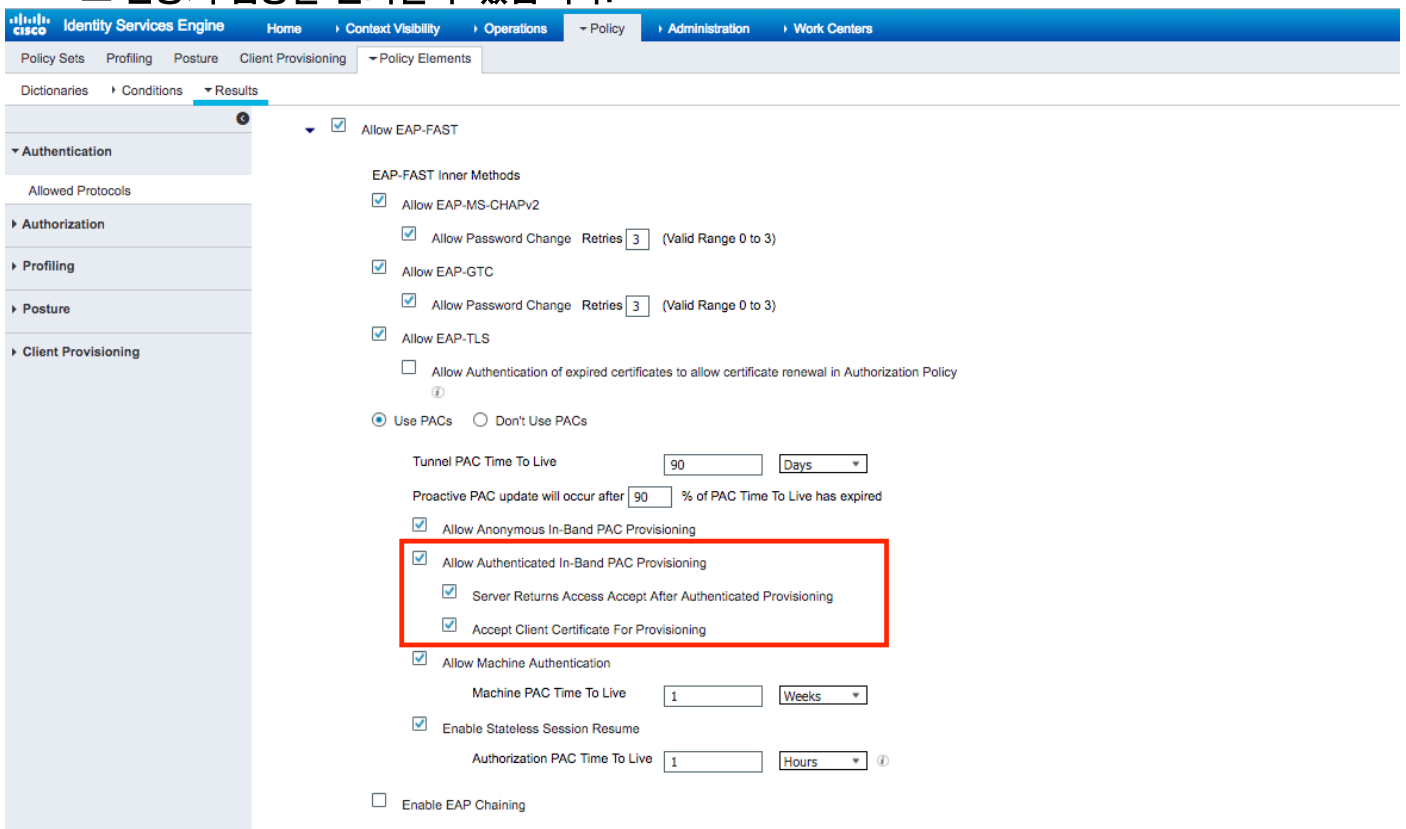 cisco Identity Services Engine Home Context Visibility Operations Policy Administration Work Centers
Policy Sets Profiling Posture Client Provisioning Policy Elements
Dictionaries Conditions Results
Authentication
Allowed Protocols
Authorization
Profiling
Posture
Client Provisioning
Allow EAP-FAST
EAP-FAST Inner Methods
Allow EAP-MS-CHAPv2
Allow Password Change Retries 3 (Valid Range 0 to 3)
Allow EAP-GTC
Allow Password Change Retries 3 (Valid Range 0 to 3)
Allow EAP-TLS
Allow Authentication of expired certificates to allow certificate renewal in Authorization Policy
i
Use PACs Don't Use PACs
Tunnel PAC Time To Live 90 Days
Proactive PAC update will occur after 90 % of PAC Time To Live has expired
Allow Anonymous In-Band PAC Provisioning
Allow Authenticated In-Band PAC Provisioning
Server Returns Access Accept After Authenticated Provisioning
Accept Client Certificate For Provisioning
Allow Machine Authentication
Machine PAC Time To Live 1 Weeks
Enable Stateless Session Resume
Authorization PAC Time To Live 1 Hours i
Enable EAP Chaining